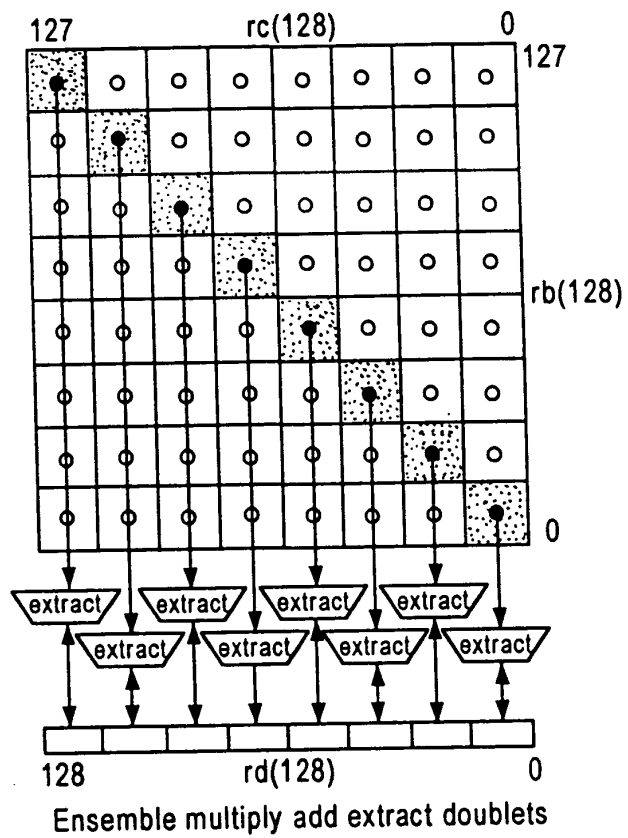 127 rc(128) 0
127
rb(128)
0
extract extract extract extract
extract extract extract extract
128 rd(128) 0
Ensemble multiply add extract doublets